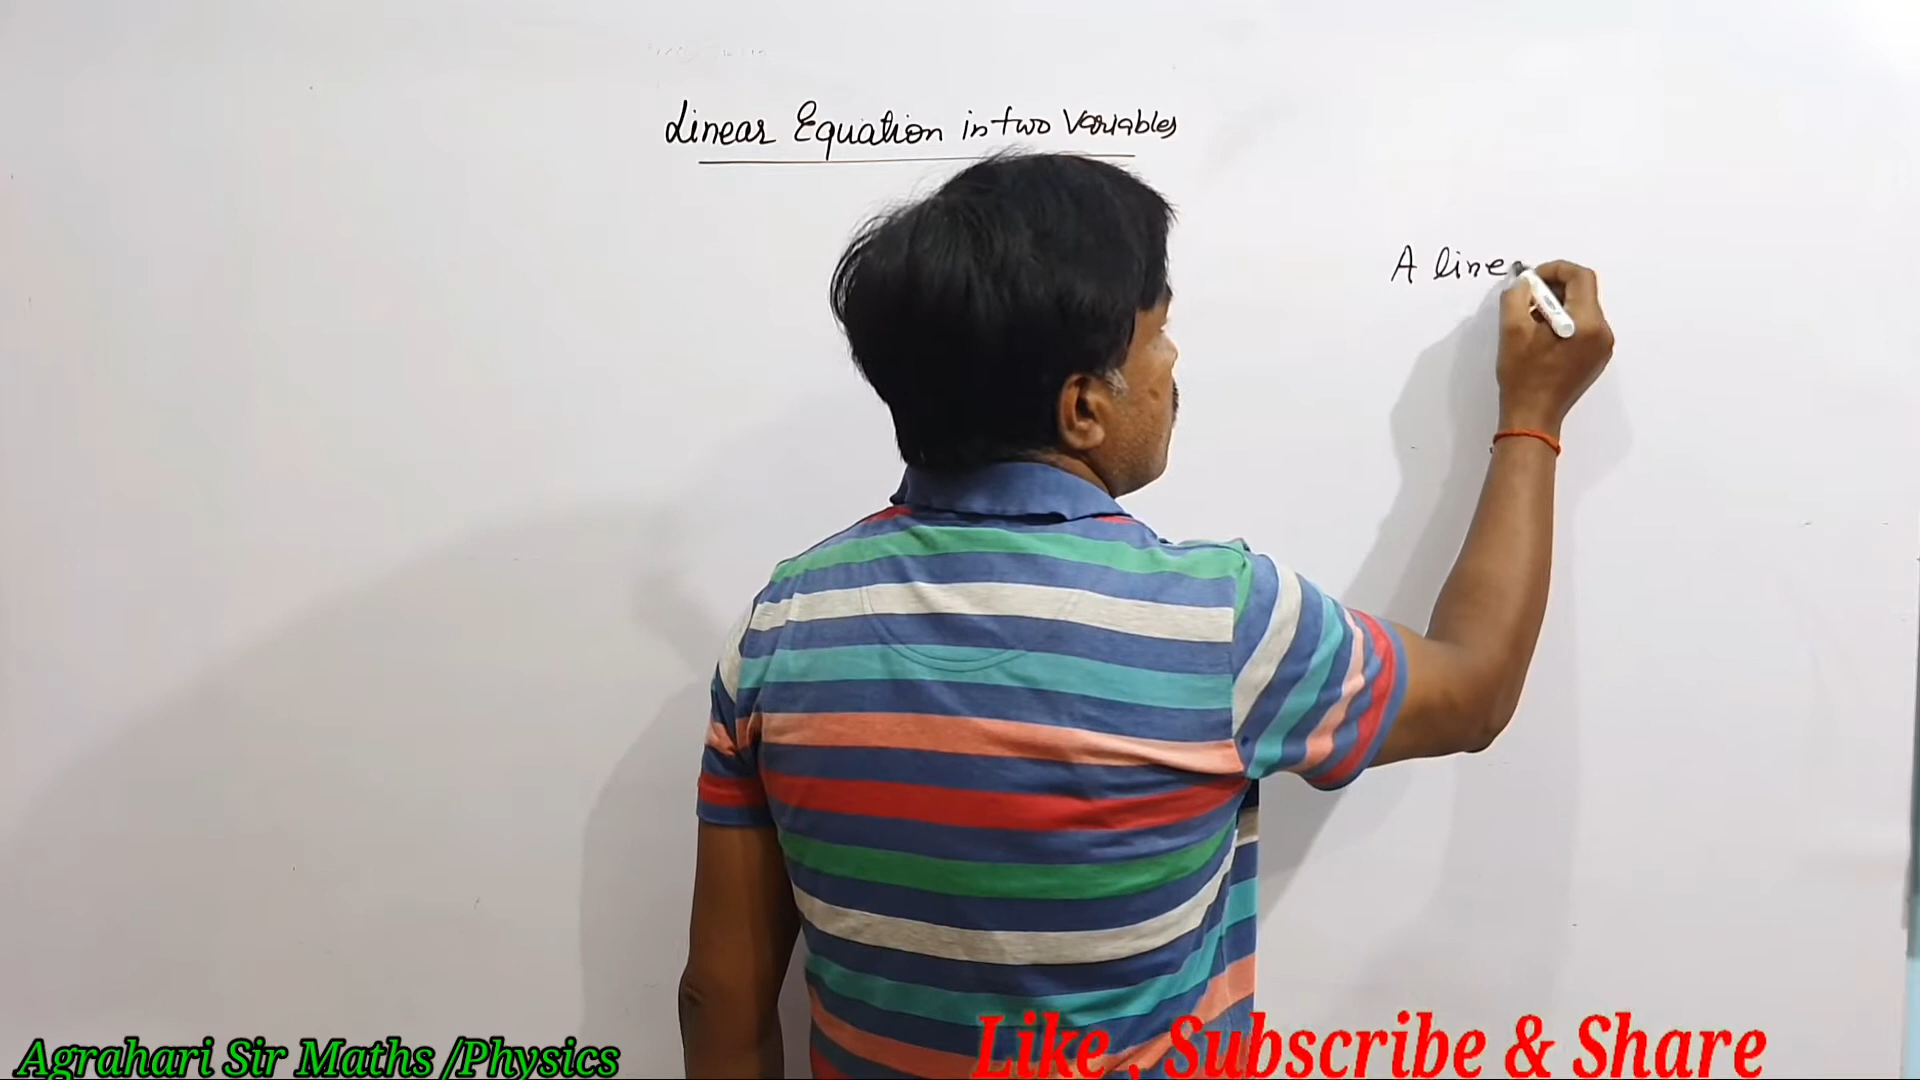 Linear Equation in two Variables
A line
Agrahari Sir Maths /Physics
Like , Subscribe & Share